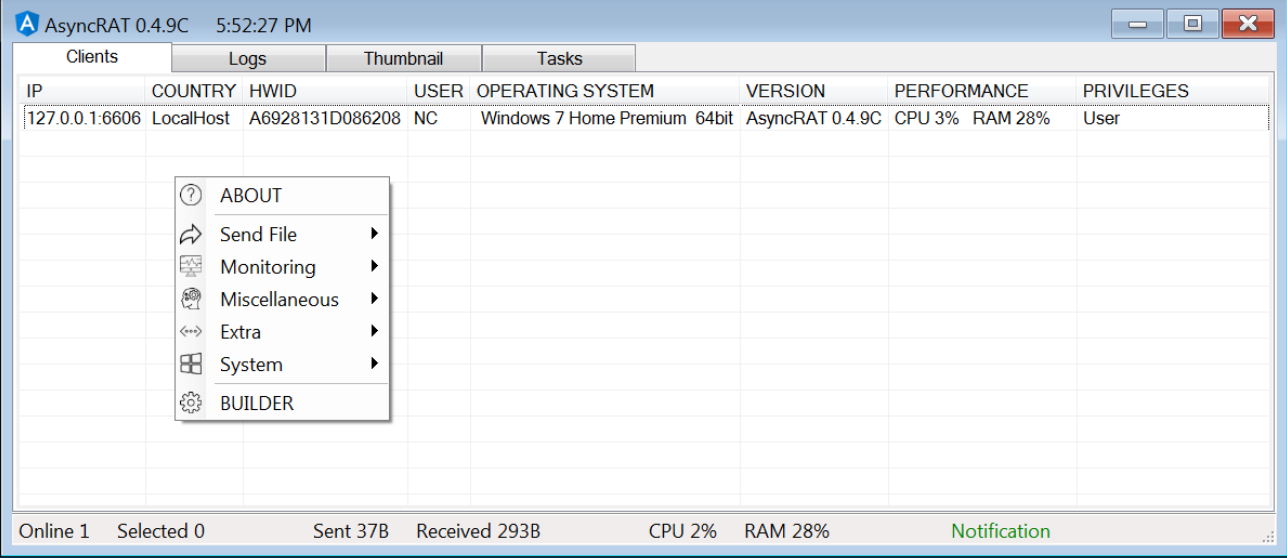 AsyncRAT 0.4.9C 5:52:27 PM
Clients Logs Thumbnail Tasks
IP COUNTRY HWID USER OPERATING SYSTEM VERSION PERFORMANCE PRIVILEGES
127.0.0.1:6606 LocalHost A6928131D086208 NC Windows 7 Home Premium 64bit AsyncRAT 0.4.9C CPU 3% RAM 28% User
ABOUT
Send File
Monitoring
Miscellaneous
Extra
System
BUILDER
Online 1 Selected 0 Sent 37B Received 293B CPU 2% RAM 28% Notification